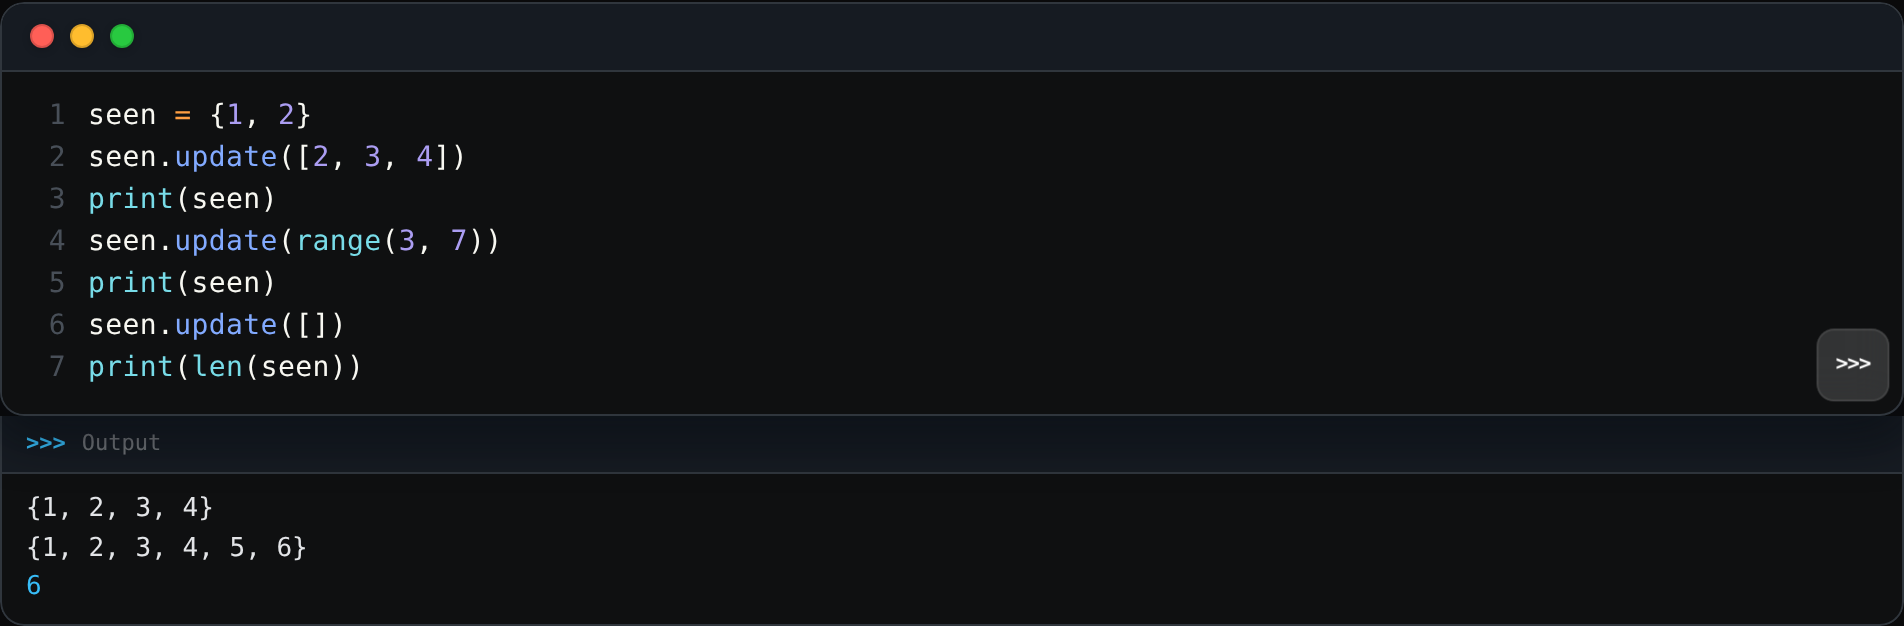 1 seen = {1, 2}
2 seen.update([2, 3, 4])
3 print(seen)
4 seen.update(range(3, 7))
5 print(seen)
6 seen.update([])
7 print(len(seen))
>>>
>>> Output
{1, 2, 3, 4}
{1, 2, 3, 4, 5, 6}
6